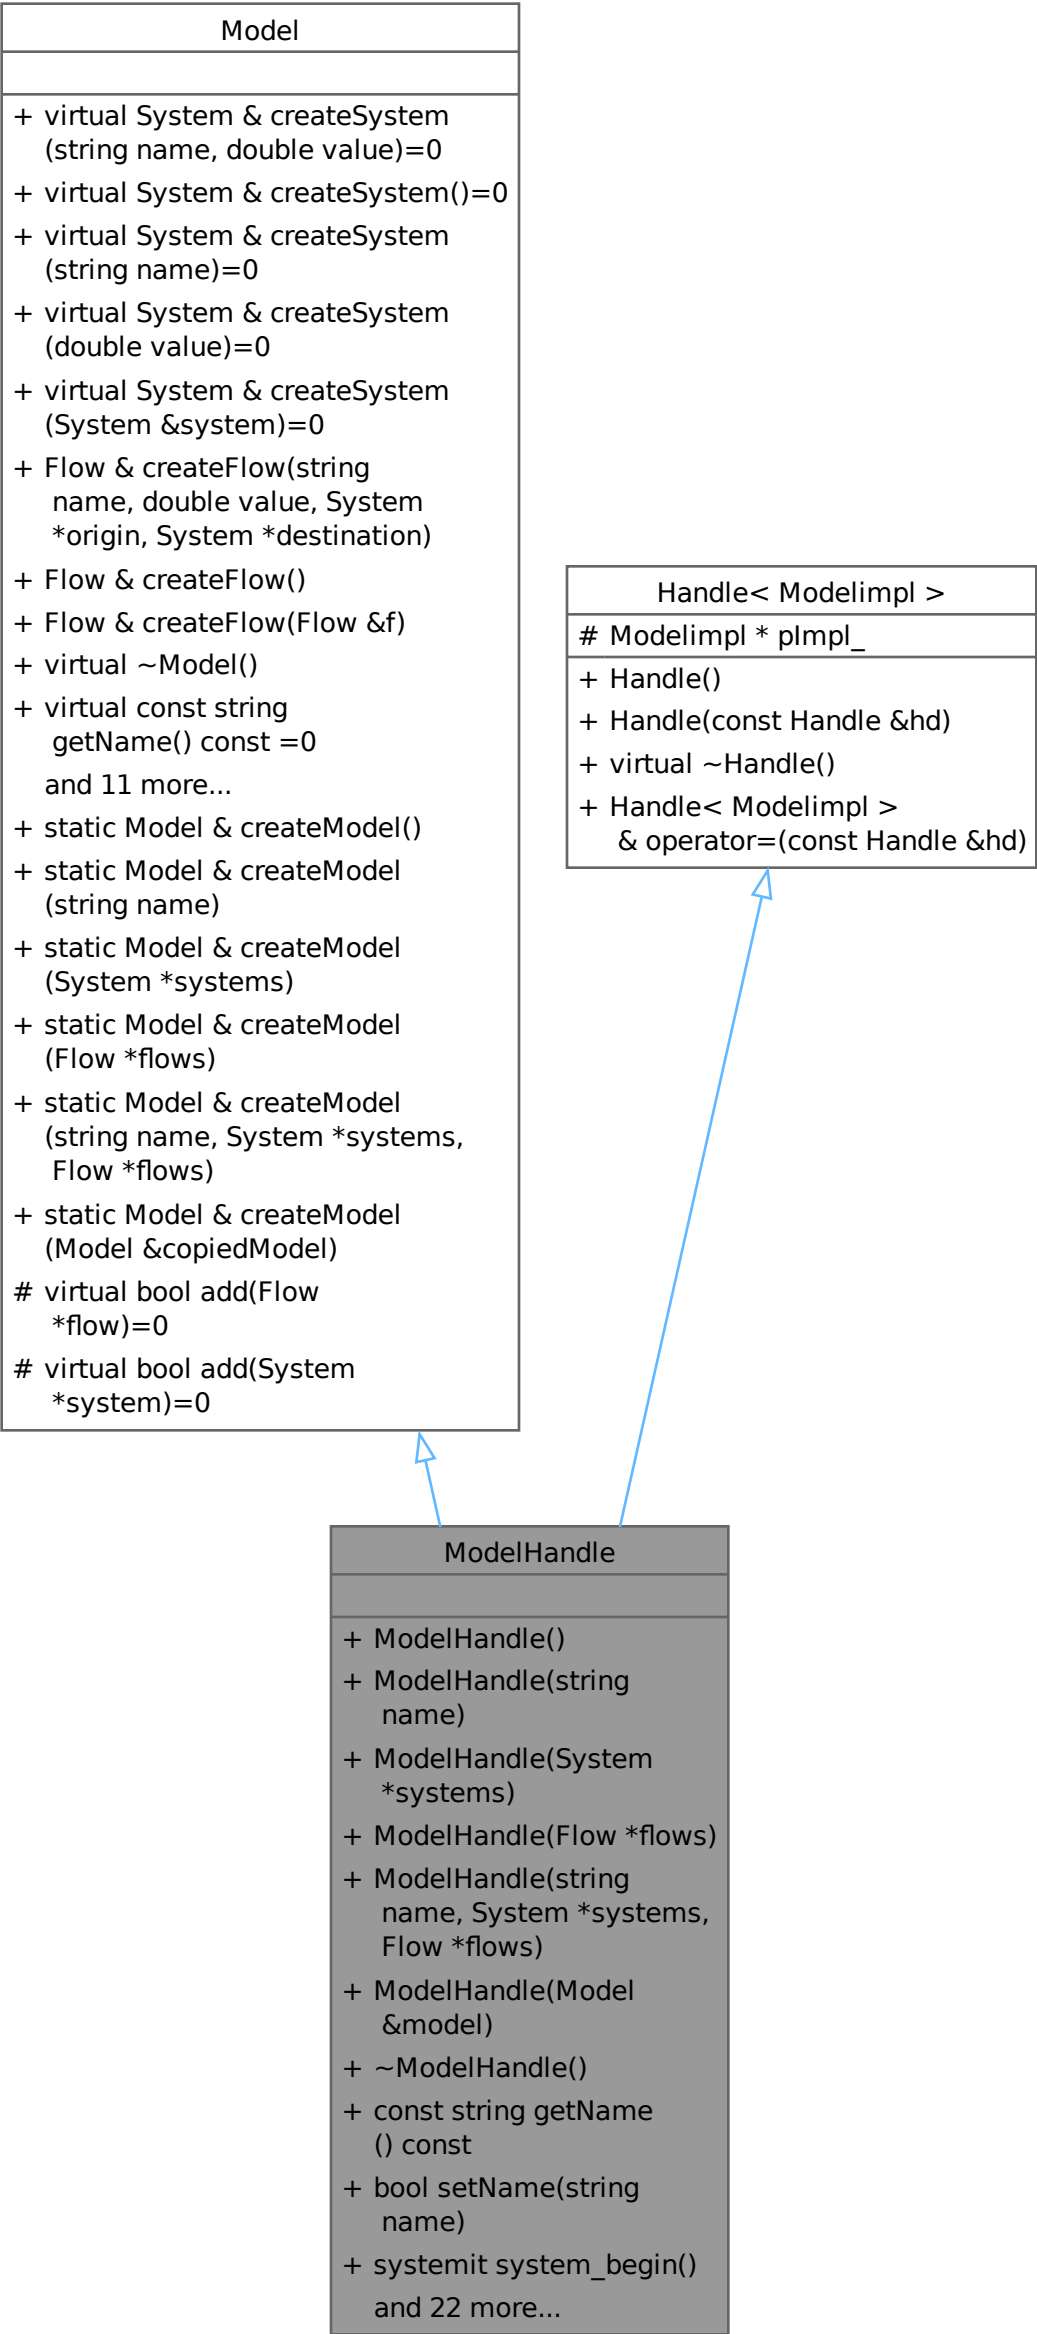 Model
+ virtual System & createSystem
(string name, double value)=0
+ virtual System & createSystem()=0
+ virtual System & createSystem
(string name)=0
+ virtual System & createSystem
(double value)=0
+ virtual System & createSystem
(System &system)=0
+ Flow & createFlow(string
name, double value, System
*origin, System *destination)
+ Flow & createFlow()
+ Flow & createFlow(Flow &f)
+ virtual ~Model()
+ virtual const string
getName() const =0
and 11 more...
+ static Model & createModel()
+ static Model & createModel
(string name)
+ static Model & createModel
(System *systems)
+ static Model & createModel
(Flow *flows)
+ static Model & createModel
(string name, System *systems,
Flow *flows)
+ static Model & createModel
(Model &copiedModel)
# virtual bool add(Flow
*flow)=0
# virtual bool add(System
*system)=0
Handle< Modelimpl >
# Modelimpl * pImpl_
+ Handle()
+ Handle(const Handle &hd)
+ virtual ~Handle()
+ Handle< Modelimpl >
& operator=(const Handle &hd)
ModelHandle
+ ModelHandle()
+ ModelHandle(string
name)
+ ModelHandle(System
*systems)
+ ModelHandle(Flow *flows)
+ ModelHandle(string
name, System *systems,
Flow *flows)
+ ModelHandle(Model
&model)
+ ~ModelHandle()
+ const string getName
() const
+ bool setName(string
name)
+ systemit system_begin()
and 22 more...